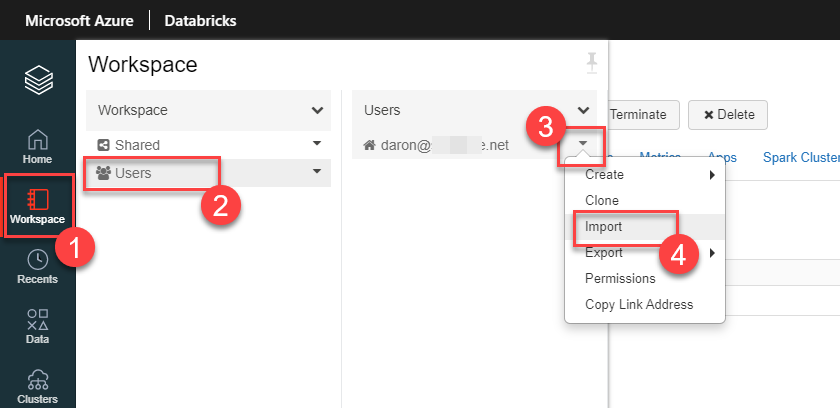 Microsoft Azure Databricks
Workspace
Workspace
Users
Terminate
Delete
Shared
daron@ .net
3
Metrics
Apps
Spark Cluster
Users
2
Home
Workspace
1
Recents
Data
Clusters
Create
Clone
Import
4
Export
Permissions
Copy Link Address